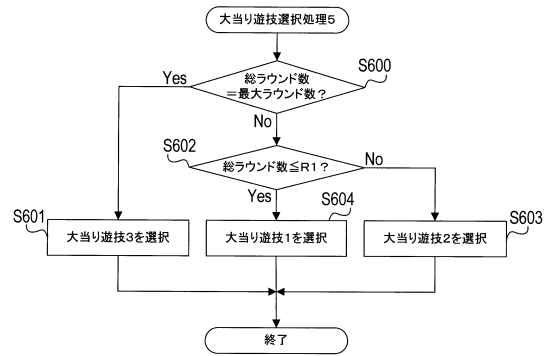 大当り遊技選択処理5
S600
総ラウンド数
=最大ラウンド数?
Yes
No
S602
総ラウンド数≦R1?
No
Yes
S601
大当り遊技3を選択
S604
大当り遊技1を選択
S603
大当り遊技2を選択
終了